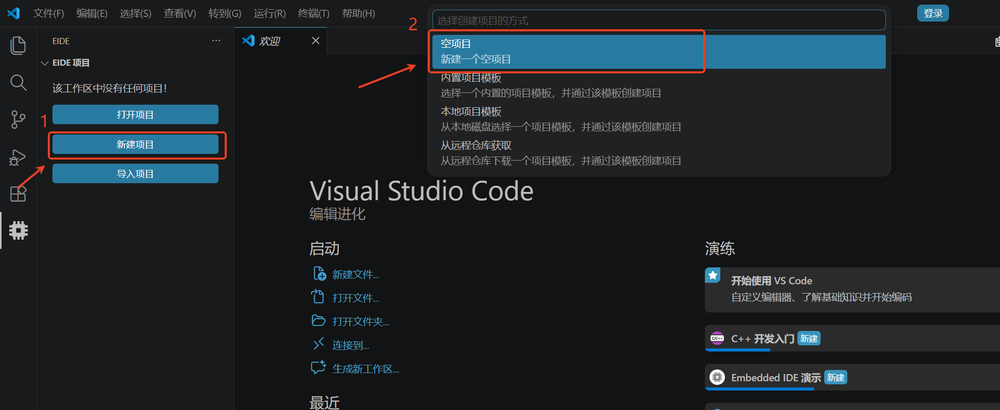 文件(F) 编辑(E) 选择(S) 查看(V) 转到(G) 运行(R) 终端(T) 帮助(H)
登录
EIDE
EIDE 项目
该工作区中没有任何项目!
打开项目
1
新建项目
导入项目
欢迎
2
选择创建项目的方式
空项目
新建一个空项目
内置项目模板
选择一个内置的项目模板，并通过该模板创建项目
本地项目模板
从本地磁盘选择一个项目模板，并通过该模板创建项目
从远程仓库获取
从远程仓库下载一个项目模板，并通过该模板创建项目
Visual Studio Code
编辑进化
启动
新建文件...
打开文件...
打开文件夹...
连接到...
生成新工作区...
最近
演练
开始使用 VS Code
自定义编辑器、了解基础知识并开始编码
C/C++
C++ 开发入门 新建
Embedded IDE 演示 新建